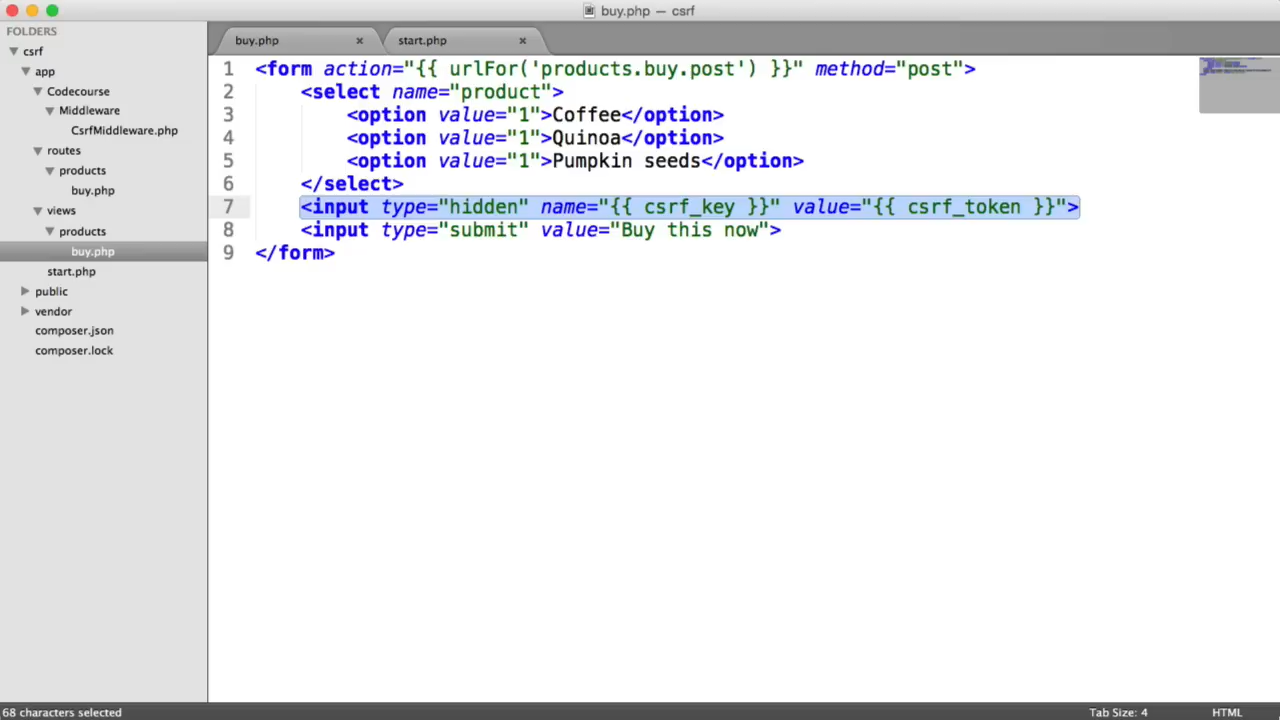 buy.php — csrf
FOLDERS
csrf
app
Codecourse
Middleware
CsrfMiddleware.php
routes
products
buy.php
views
products
buy.php
start.php
public
vendor
composer.json
composer.lock
buy.php ×
start.php ×
1 <form action="{{ urlFor('products.buy.post') }}" method="post">
2 <select name="product">
3 <option value="1">Coffee</option>
4 <option value="1">Quinoa</option>
5 <option value="1">Pumpkin seeds</option>
6 </select>
7 <input type="hidden" name="{{ csrf_key }}" value="{{ csrf_token }}">
8 <input type="submit" value="Buy this now">
9 </form>
68 characters selected
Tab Size: 4
HTML